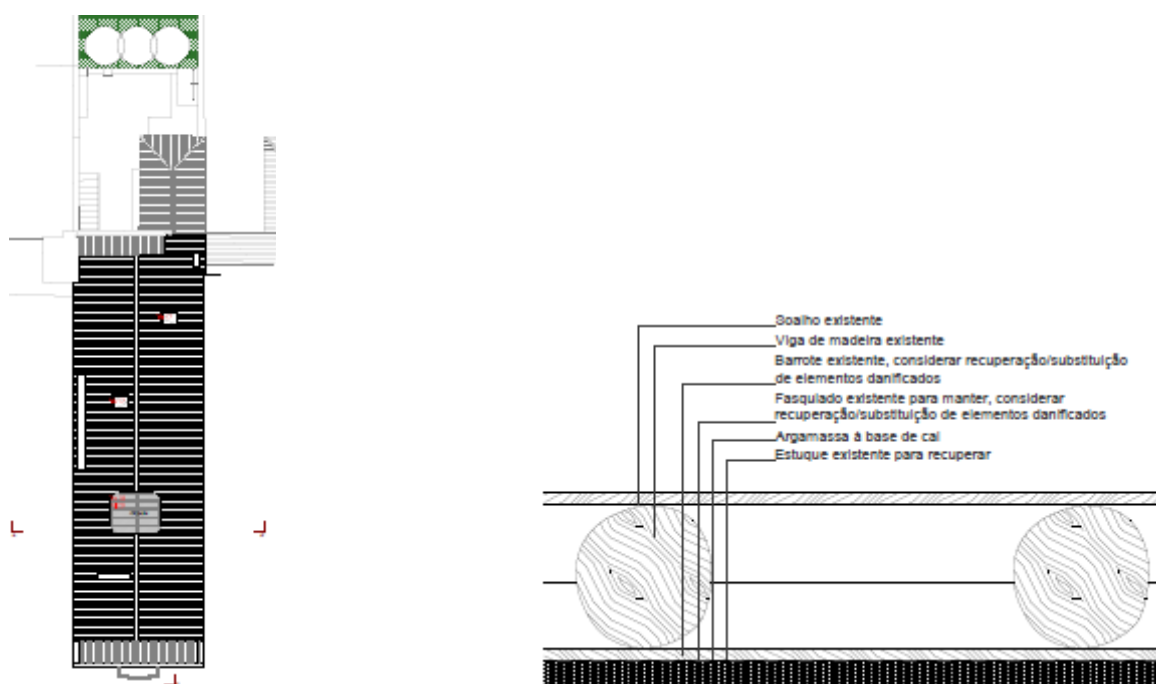 Soalho existente
Viga de madeira existente
Barrote existente, considerar recuperação/substituição
de elementos danificados
Fasquiado existente para manter, considerar
recuperação/substituição de elementos danificados
Argamassa à base de cal
Estuque existente para recuperar